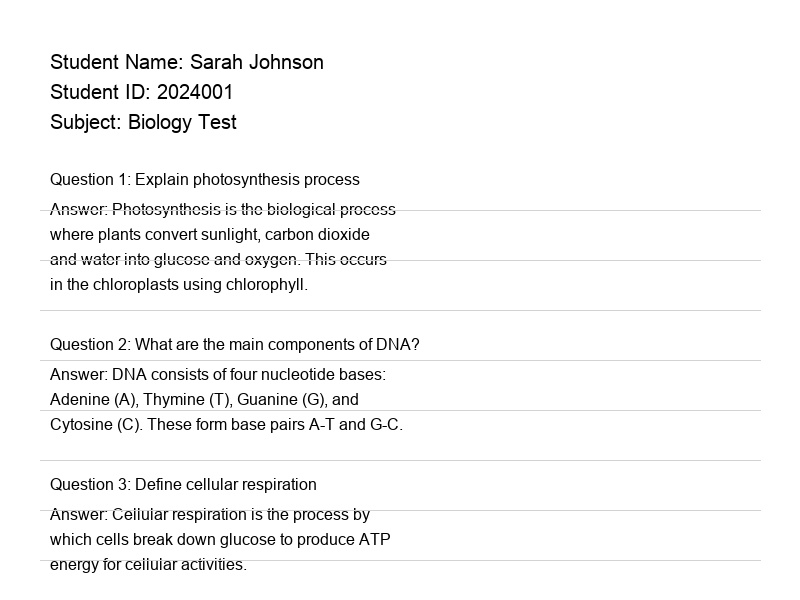 Student Name: Sarah Johnson
Student ID: 2024001
Subject: Biology Test
Question 1: Explain photosynthesis process
Answer: Photosynthesis is the biological process
where plants convert sunlight, carbon dioxide
and water into glucose and oxygen. This occurs
in the chloroplasts using chlorophyll.
Question 2: What are the main components of DNA?
Answer: DNA consists of four nucleotide bases:
Adenine (A), Thymine (T), Guanine (G), and
Cytosine (C). These form base pairs A-T and G-C.
Question 3: Define cellular respiration
Answer: Cellular respiration is the process by
which cells break down glucose to produce ATP
energy for cellular activities.